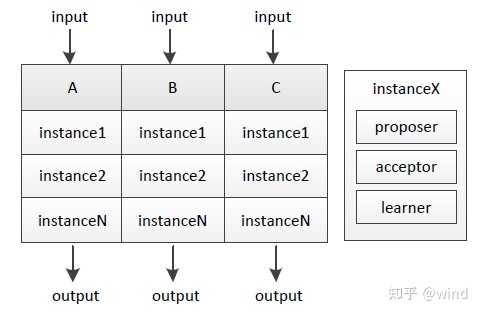 input input input
A B C
instance1 instance1 instance1
instance2 instance2 instance2
instanceN instanceN instanceN
output output output
instanceX
proposer
acceptor
learner
知乎 @wind